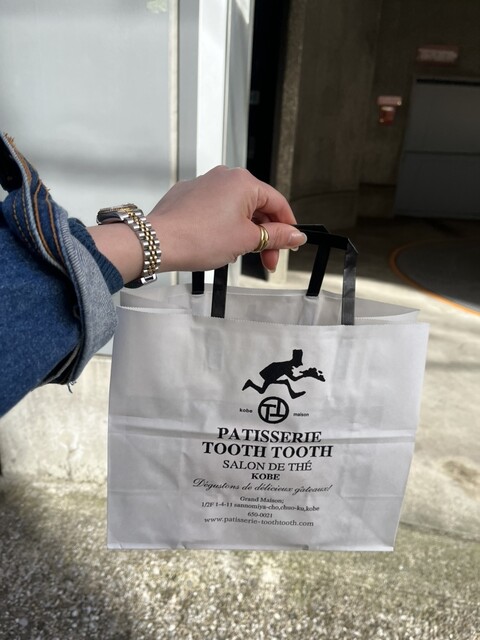 kobe maison
PATISSERIE
TOOTH TOOTH
SALON DE THÉ
KOBE
Dégustons de délicieux gâteaux!
Grand Maison;
1/2F 1-4-11 sannomiya-cho,chuo-ku,kobe
650-0021
www.patisserie-toothtooth.com